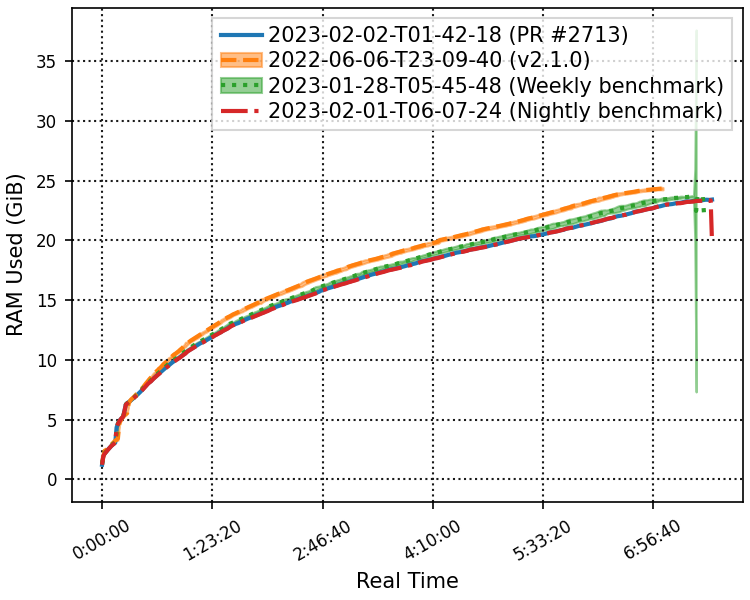 2023-02-02-T01-42-18 (PR #2713)
2022-06-06-T23-09-40 (v2.1.0)
2023-01-28-T05-45-48 (Weekly benchmark)
2023-02-01-T06-07-24 (Nightly benchmark)
RAM Used (GiB)
35
30
25
20
15
10
5
0
0:00:00
1:23:20
2:46:40
4:10:00
5:33:20
6:56:40
Real Time